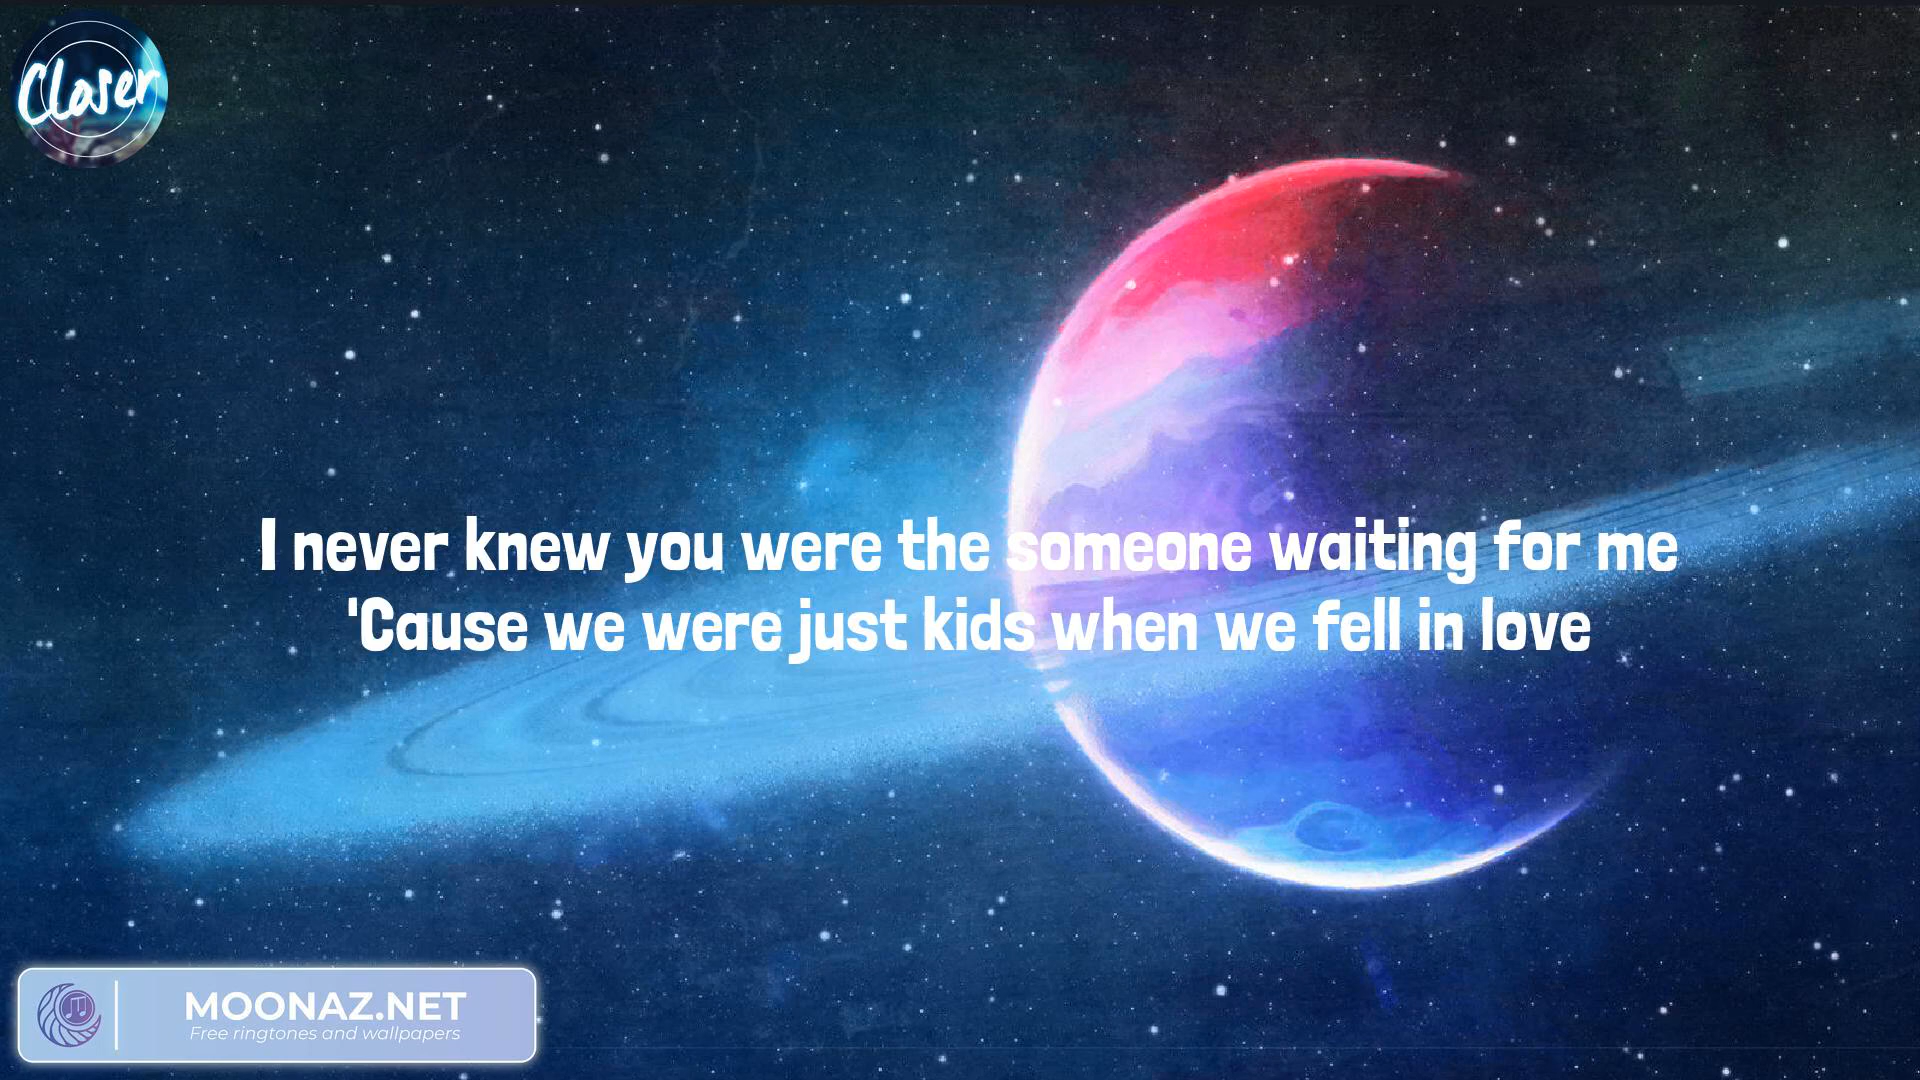 Closer
I never knew you were the someone waiting for me
'Cause we were just kids when we fell in love
MOONAZ.NET
Free ringtones and wallpapers